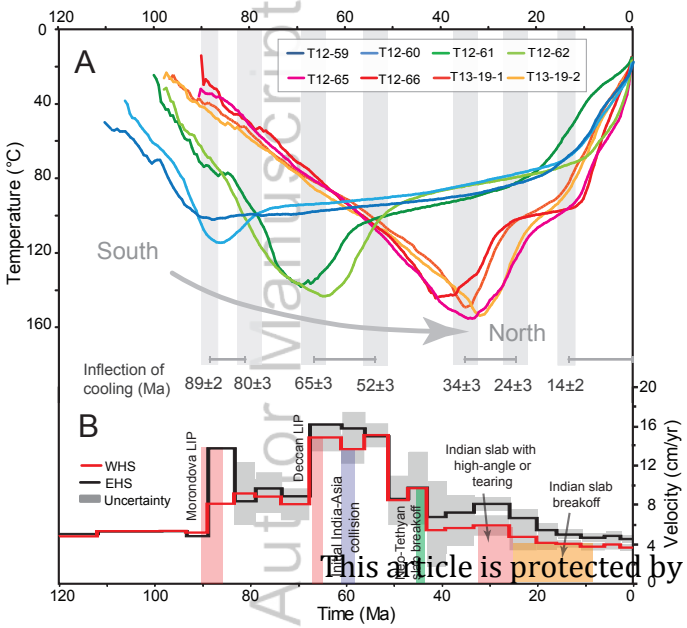 120 100 80 60 40 20 0
0
40
80
120
160
Temperature (°C)
A
T12-59 T12-60 T12-61 T12-62
T12-65 T12-66 T13-19-1 T13-19-2
South
North
Inflection of
cooling (Ma)
89±2 80±3 65±3 52±3 34±3 24±3 14±2
B
WHS
EHS
Uncertainty
Morondova LIP
Deccan LIP
Initial India-Asia
collision
Neo-Tethyan
slab breakoff
Indian slab with
high-angle or
tearing
Indian slab
breakoff
20
16
12
8
4
0
Velocity (cm/yr)
120 100 80 60 40 20 0
Time (Ma)
Author Manuscript
This article is protected by